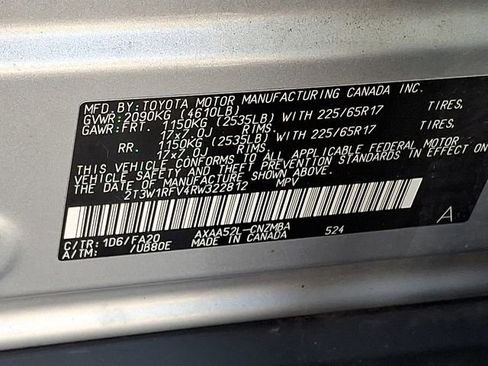 MFD. BY: TOYOTA MOTOR MANUFACTURING CANADA INC.
GVWR: 2090KG (4610LB)
GAWR: FRT. 1150KG (2535LB) WITH 225/65R17 TIRES,
17x7.0J RIMS
RR. 1150KG (2535LB) WITH 225/65R17 TIRES,
17x7.0J RIMS
THIS VEHICLE CONFORMS TO ALL APPLICABLE FEDERAL MOTOR
VEHICLE SAFETY AND THEFT PREVENTION STANDARDS IN EFFECT ON
THE DATE OF MANUFACTURE SHOWN ABOVE.
2T3W1RFV4RW322812 MPV
C/TR: 1D6/FA20 AXAA52L-CNZMBA 524
A/TM: /UB80E MADE IN CANADA
A